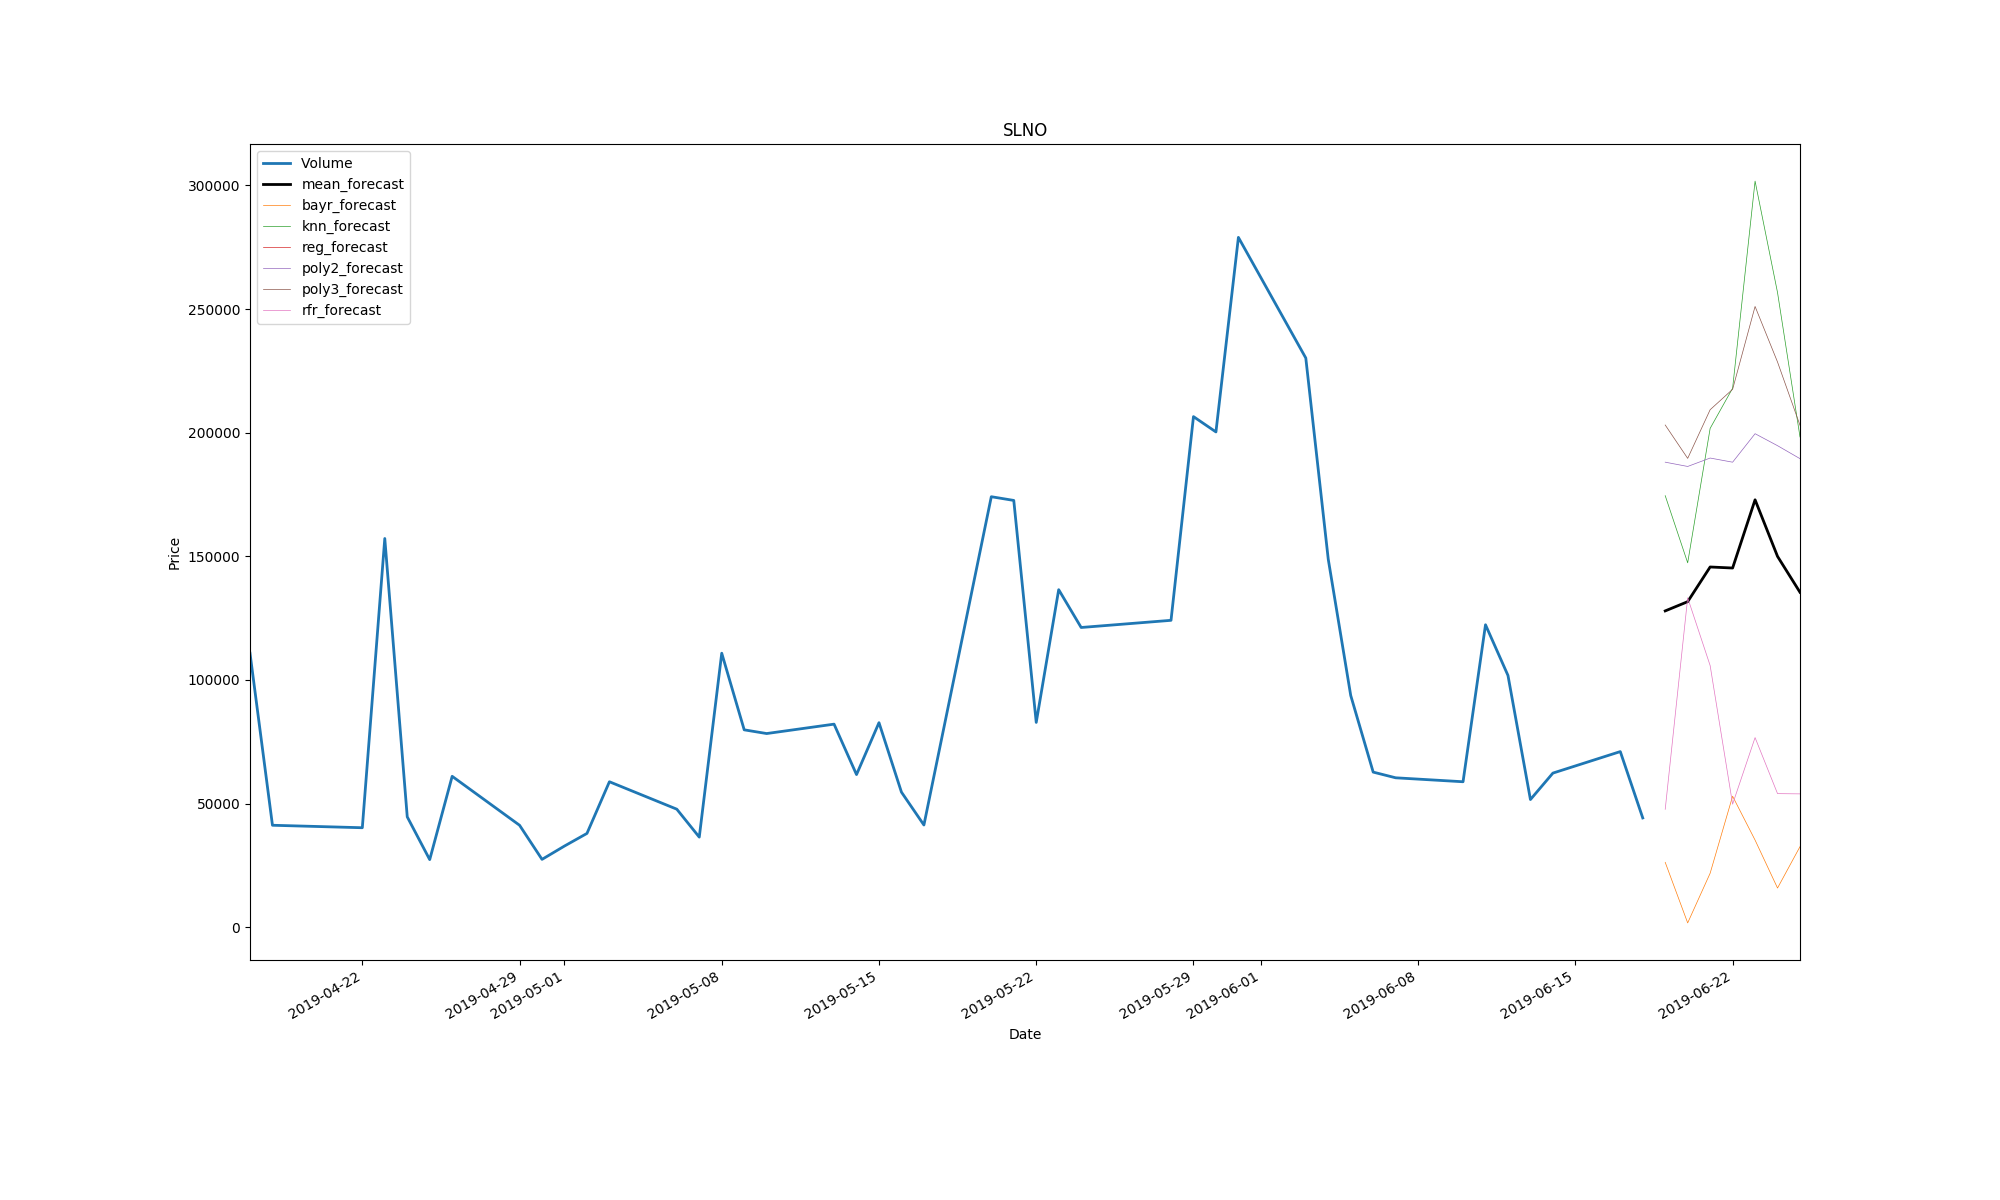 SLNO
Volume
mean_forecast
bayr_forecast
knn_forecast
reg_forecast
poly2_forecast
poly3_forecast
rfr_forecast
300000
250000
200000
150000
100000
50000
0
Price
2019-04-22
2019-04-29
2019-05-01
2019-05-08
2019-05-15
2019-05-22
2019-05-29
2019-06-01
2019-06-08
2019-06-15
2019-06-22
Date